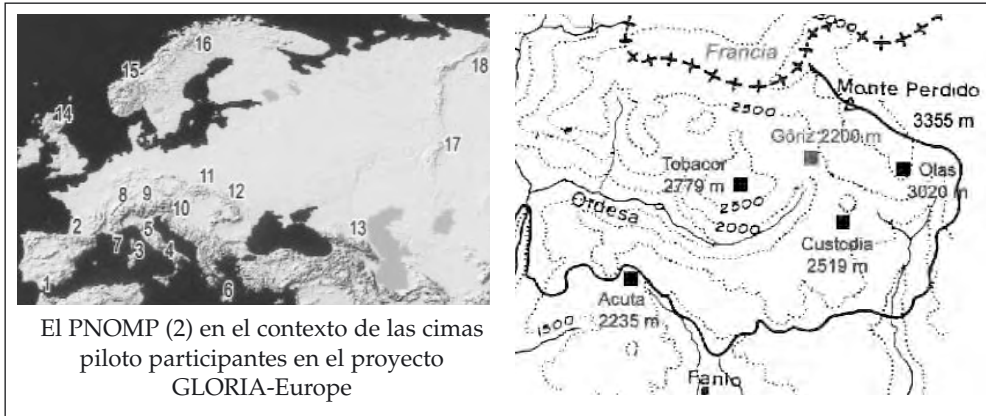 16
18
15
14
17
11
8
9
12
10
2
5
13
7
3
4
1
6
El PNOMP (2) en el contexto de las cimas
piloto participantes en el proyecto
GLORIA-Europe
Francia
Monte Perdido
3355 m
2500
Góriz 2200 m
Tobacor
2779 m
Olas
3020 m
Ordesa
2500
2000
Custodia
2519 m
Acuta
2235 m
1500
Fanlo